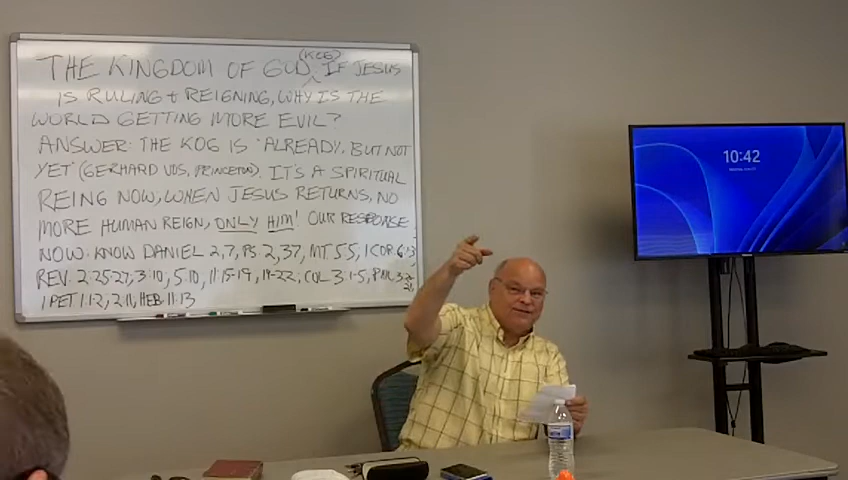 (KOG)
THE KINGDOM OF GOD^ IF JESUS
IS RULING + REIGNING, WHY IS THE
WORLD GETTING MORE EVIL?
ANSWER: THE KOG IS "ALREADY, BUT NOT
YET" (GERHARD VOS, PRINCETON). IT'S A SPIRITUAL
REING NOW, WHEN JESUS RETURNS, NO
MORE HUMAN REIGN, ONLY HIM! OUR RESPONSE
NOW: KNOW DANIEL 2,7, PS. 2,37, MT. 5:5, 1 COR. 6:
REV. 2:25-27, 3:10, 5:10, 11:15-19, 19-22, COL 3:1-5, PHIL 3:20
21,
1 PET 1:1-2, 2:11, HEB. 11:13
10:42